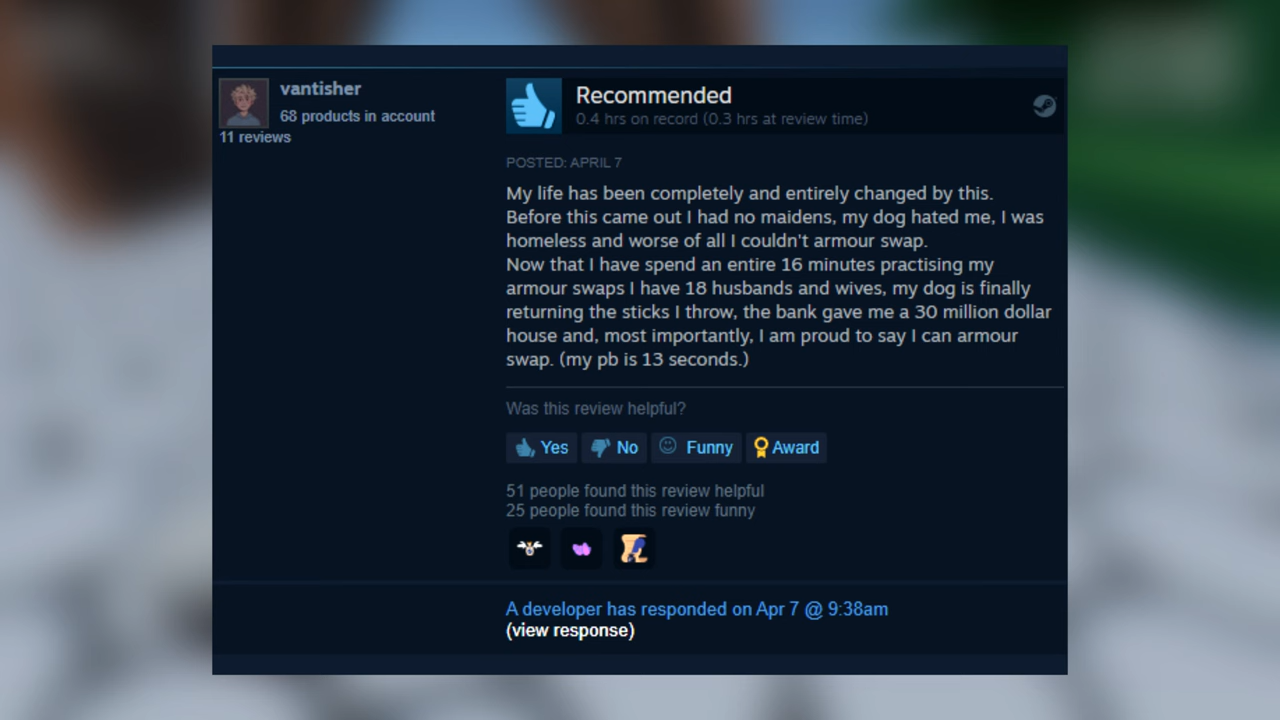 vantisher
68 products in account
11 reviews
Recommended
0.4 hrs on record (0.3 hrs at review time)
POSTED: APRIL 7
My life has been completely and entirely changed by this.
Before this came out I had no maidens, my dog hated me, I was
homeless and worse of all I couldn't armour swap.
Now that I have spend an entire 16 minutes practising my
armour swaps I have 18 husbands and wives, my dog is finally
returning the sticks I throw, the bank gave me a 30 million dollar
house and, most importantly, I am proud to say I can armour
swap. (my pb is 13 seconds.)
Was this review helpful?
Yes No Funny Award
51 people found this review helpful
25 people found this review funny
A developer has responded on Apr 7 @ 9:38am
(view response)